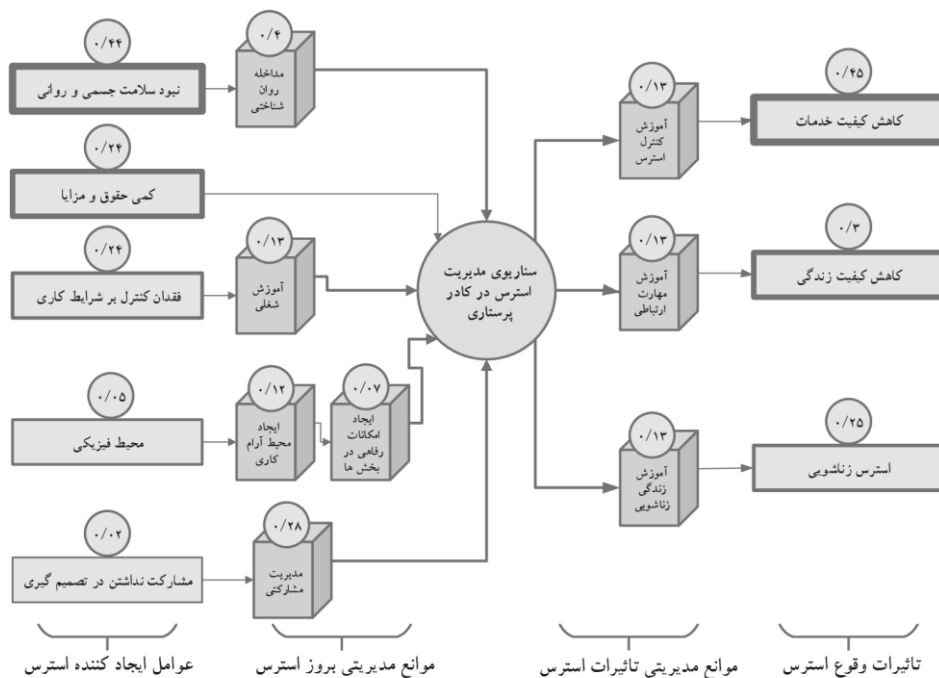 ۰/۴۴
نبود سلامت جسمی و روانی
۰/۴
مداخله
روان
شناختی
۰/۲۴
کمی حقوق و مزایا
۰/۲۴
فقدان کنترل بر شرایط کاری
۰/۱۳
آموزش
شغلی
۰/۰۵
محیط فیزیکی
۰/۱۲
ایجاد
محیط آرام
کاری
۰/۰۷
ایجاد
امکانات
رفاهی در
بخش ها
۰/۰۲
مشارکت نداشتن در تصمیم گیری
۰/۲۸
مدیریت
مشارکتی
سناریوی مدیریت
استرس در کادر
پرستاری
۰/۱۳
آموزش
کنترل
استرس
۰/۴۵
کاهش کیفیت خدمات
۰/۱۳
آموزش
مهارت
ارتباطی
۰/۳
کاهش کیفیت زندگی
۰/۱۳
آموزش
زندگی
زناشویی
۰/۲۵
استرس زناشویی
عوامل ایجاد کننده استرس
موانع مدیریتی بروز استرس
موانع مدیریتی تاثیرات استرس
تاثیرات وقوع استرس